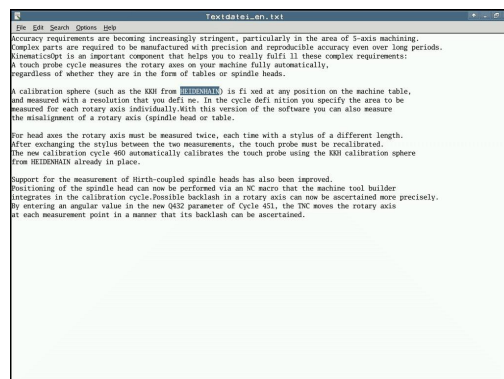 Textdatei_en.txt
File Edit Search Options Help
Accuracy requirements are becoming increasingly stringent, particularly in the area of 5-axis machining.
Complex parts are required to be manufactured with precision and reproducible accuracy even over long periods.
KinematicsOpt is an important component that helps you to really fulfi ll these complex requirements:
A touch probe cycle measures the rotary axes on your machine fully automatically,
regardless of whether they are in the form of tables or spindle heads.
A calibration sphere (such as the KKH from HEIDENHAIN) is fi xed at any position on the machine table,
and measured with a resolution that you defi ne. In the cycle defi nition you specify the area to be
measured for each rotary axis individually.With this version of the software you can also measure
the misalignment of a rotary axis (spindle head or table.
For head axes the rotary axis must be measured twice, each time with a stylus of a different length.
After exchanging the stylus between the two measurements, the touch probe must be recalibrated.
The new calibration cycle 460 automatically calibrates the touch probe using the KKH calibration sphere
from HEIDENHAIN already in place.
Support for the measurement of Hirth-coupled spindle heads has also been improved.
Positioning of the spindle head can now be performed via an NC macro that the machine tool builder
integrates in the calibration cycle.Possible backlash in a rotary axis can now be ascertained more precisely.
By entering an angular value in the new Q432 parameter of Cycle 451, the TNC moves the rotary axis
at each measurement point in a manner that its backlash can be ascertained.